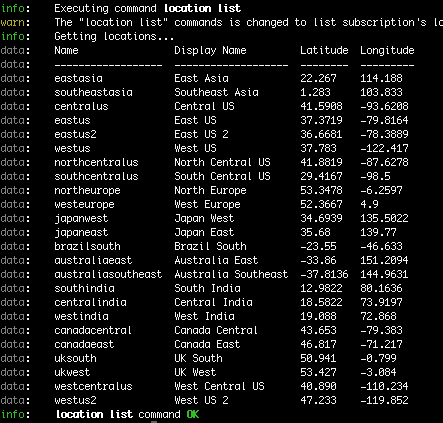 info:    Executing command location list
warn:    The "location list" commands is changed to list subscription's lo
info:    Getting locations...
data:    Name                Display Name         Latitude  Longitude
data:    ------------------  -------------------  --------  ---------
data:    eastasia            East Asia            22.267    114.188
data:    southeastasia       Southeast Asia       1.283     103.833
data:    centralus           Central US           41.5908   -93.6208
data:    eastus              East US              37.3719   -79.8164
data:    eastus2             East US 2            36.6681   -78.3889
data:    westus              West US              37.783    -122.417
data:    northcentralus      North Central US     41.8819   -87.6278
data:    southcentralus      South Central US     29.4167   -98.5
data:    northeurope         North Europe         53.3478   -6.2597
data:    westeurope          West Europe          52.3667   4.9
data:    japanwest           Japan West           34.6939   135.5022
data:    japaneast           Japan East           35.68     139.77
data:    brazilsouth         Brazil South         -23.55    -46.633
data:    australiaeast       Australia East       -33.86    151.2094
data:    australiasoutheast  Australia Southeast  -37.8136  144.9631
data:    southindia          South India          12.9822   80.1636
data:    centralindia        Central India        18.5822   73.9197
data:    westindia           West India           19.088    72.868
data:    canadacentral       Canada Central       43.653    -79.383
data:    canadaeast          Canada East          46.817    -71.217
data:    uksouth             UK South             50.941    -0.799
data:    ukwest              UK West              53.427    -3.084
data:    westcentralus       West Central US      40.890    -110.234
data:    westus2             West US 2            47.233    -119.852
info:    location list command OK